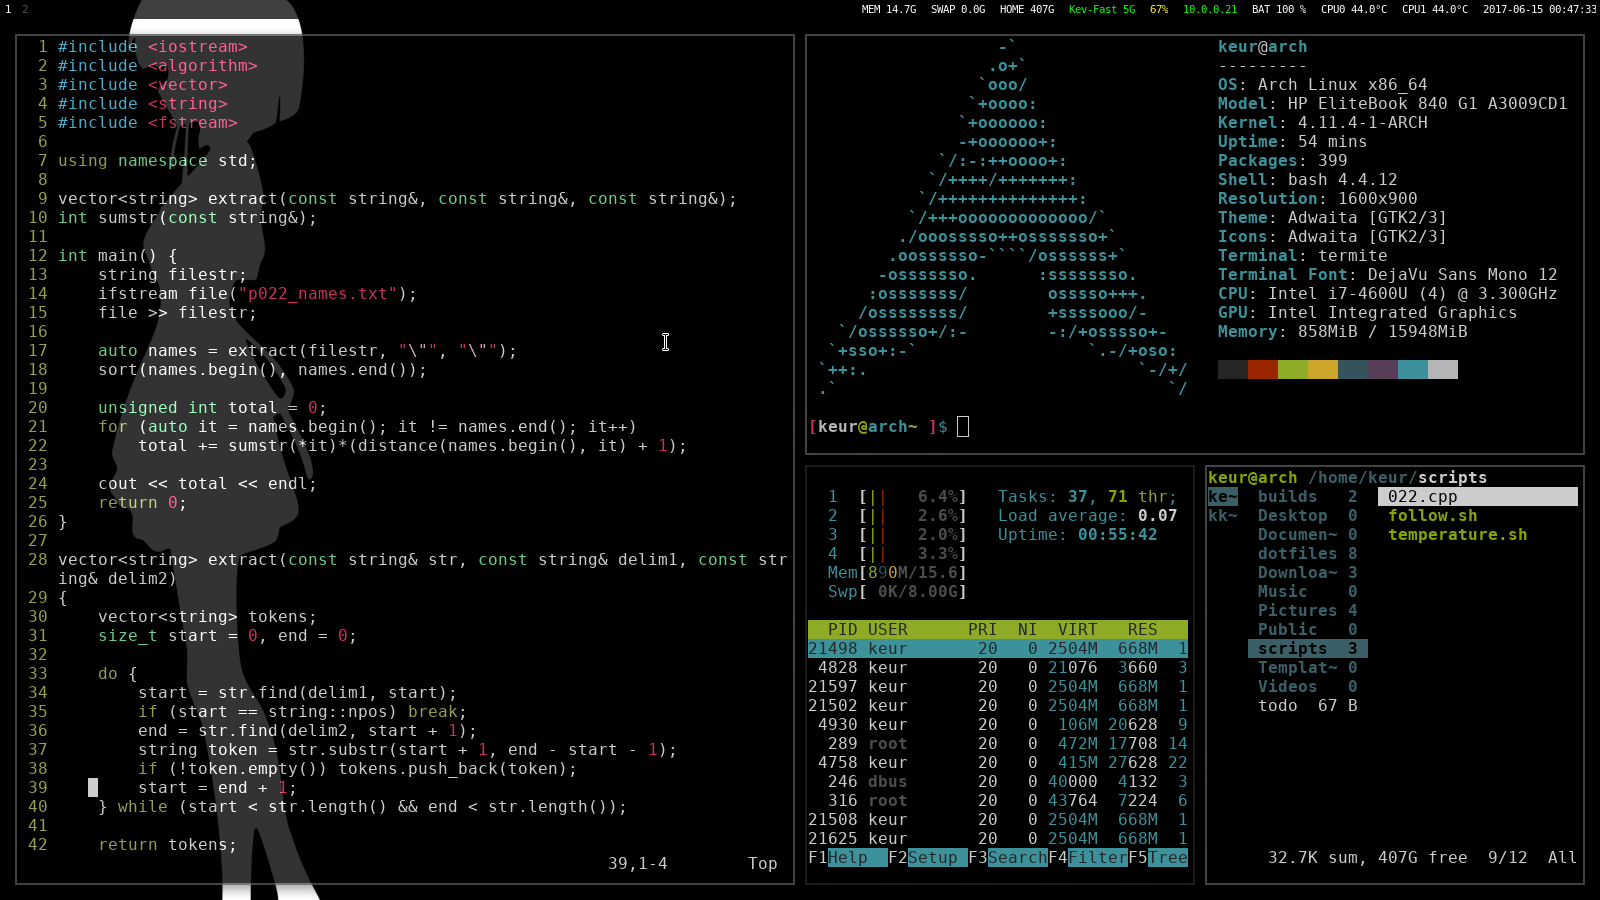 1 2 MEM 14.7G SWAP 0.0G HOME 407G Kev-Fast 5G 67% 10.0.0.21 BAT 100 % CPU0 44.0°C CPU1 44.0°C 2017-06-15 00:47:33
1 #include <iostream>
2 #include <algorithm>
3 #include <vector>
4 #include <string>
5 #include <fstream>
6
7 using namespace std;
8
9 vector<string> extract(const string&, const string&, const string&);
10 int sumstr(const string&);
11
12 int main() {
13     string filestr;
14     ifstream file("p022_names.txt");
15     file >> filestr;
16
17     auto names = extract(filestr, "\"", "\"");
18     sort(names.begin(), names.end());
19
20     unsigned int total = 0;
21     for (auto it = names.begin(); it != names.end(); it++)
22         total += sumstr(*it)*(distance(names.begin(), it) + 1);
23
24     cout << total << endl;
25     return 0;
26 }
27
28 vector<string> extract(const string& str, const string& delim1, const str
ing& delim2)
29 {
30     vector<string> tokens;
31     size_t start = 0, end = 0;
32
33     do {
34         start = str.find(delim1, start);
35         if (start == string::npos) break;
36         end = str.find(delim2, start + 1);
37         string token = str.substr(start + 1, end - start - 1);
38         if (!token.empty()) tokens.push_back(token);
39         start = end + 1;
40     } while (start < str.length() && end < str.length());
41
42     return tokens;
39,1-4 Top
-`
.o+`
`ooo/
`+oooo:
`+oooooo:
-+oooooo+:
`/:-:++oooo+:
`/++++/+++++++:
`/++++++++++++++:
`/+++ooooooooooooo/`
./ooosssso++osssssso+`
.oossssso-````/ossssss+`
-osssssso.      :ssssssso.
:osssssss/        osssso+++.
/ossssssss/        +ssssooo/-
`/ossssso+/:-        -:/+osssso+-
`+sso+:-`                 `.-/+oso:
`++:.                           `-/+/
.`                                 `/
keur@arch
---------
OS: Arch Linux x86_64
Model: HP EliteBook 840 G1 A3009CD1
Kernel: 4.11.4-1-ARCH
Uptime: 54 mins
Packages: 399
Shell: bash 4.4.12
Resolution: 1600x900
Theme: Adwaita [GTK2/3]
Icons: Adwaita [GTK2/3]
Terminal: termite
Terminal Font: DejaVu Sans Mono 12
CPU: Intel i7-4600U (4) @ 3.300GHz
GPU: Intel Integrated Graphics
Memory: 858MiB / 15948MiB
[keur@arch~ ]$
1 [|| 6.4%] Tasks: 37, 71 thr;
2 [|| 2.6%] Load average: 0.07
3 [|| 2.0%] Uptime: 00:55:42
4 [|| 3.3%]
Mem[890M/15.6]
Swp[ 0K/8.00G]
PID USER PRI NI VIRT RES
21498 keur 20 0 2504M 668M 1
4828 keur 20 0 21076 3660 3
21597 keur 20 0 2504M 668M 1
21502 keur 20 0 2504M 668M 1
4930 keur 20 0 106M 20628 9
289 root 20 0 472M 17708 14
4758 keur 20 0 415M 27628 22
246 dbus 20 0 40000 4132 3
316 root 20 0 43764 7224 6
21508 keur 20 0 2504M 668M 1
21625 keur 20 0 2504M 668M 1
F1Help F2Setup F3SearchF4FilterF5Tree
keur@arch /home/keur/scripts
ke~ builds 2 022.cpp
kk~ Desktop 0 follow.sh
Documen~ 0 temperature.sh
dotfiles 8
Downloa~ 3
Music 0
Pictures 4
Public 0
scripts 3
Templat~ 0
Videos 0
todo 67 B
32.7K sum, 407G free 9/12 All